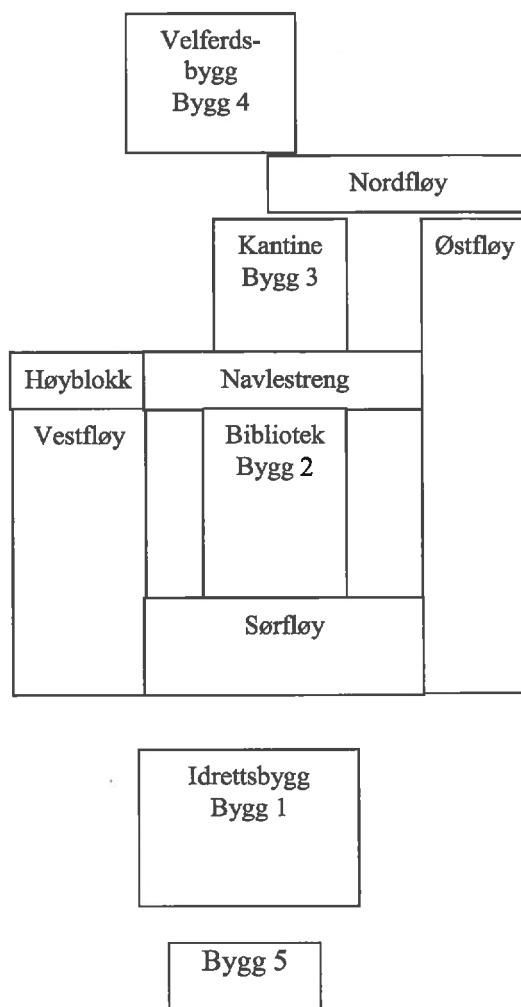 Velferds-
bygg
Bygg 4
Nordfløy
Kantine
Bygg 3
Østfløy
Høyblokk
Navlestreng
Vestfløy
Bibliotek
Bygg 2
Sørfløy
Idrettsbygg
Bygg 1
Bygg 5